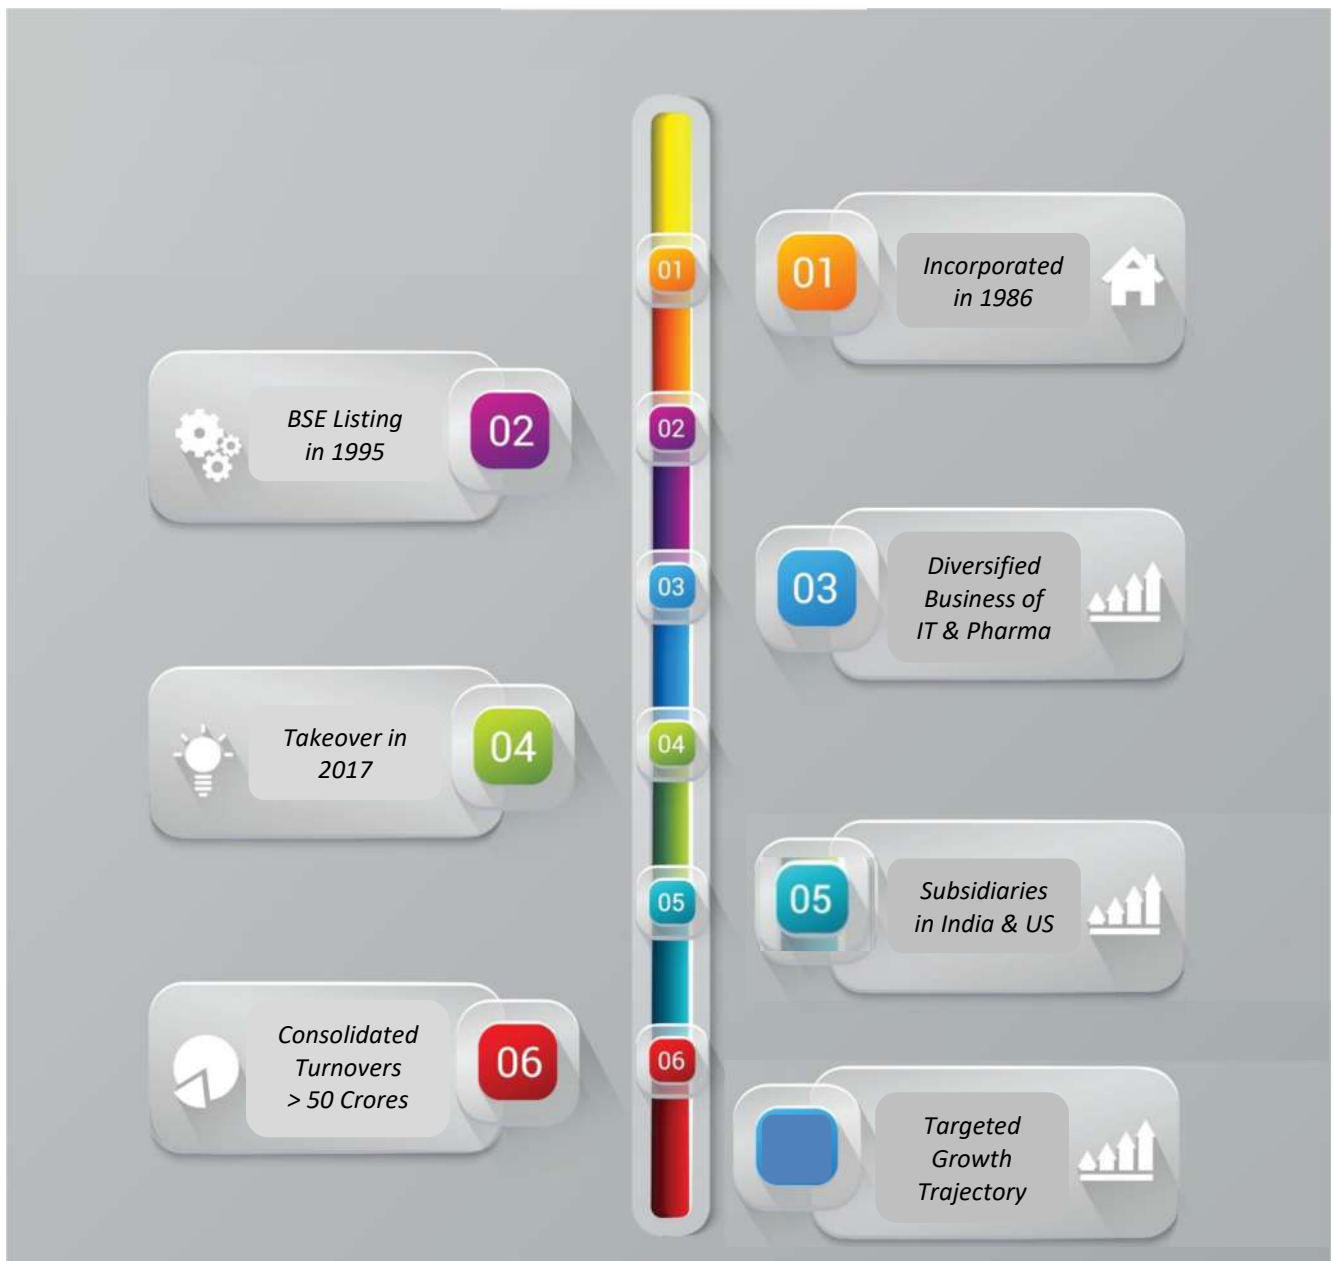 01
01
Incorporated
in 1986
BSE Listing
in 1995
02
02
03
03
Diversified
Business of
IT & Pharma
Takeover in
2017
04
04
05
05
Subsidiaries
in India & US
Consolidated
Turnovers
> 50 Crores
06
06
Targeted
Growth
Trajectory